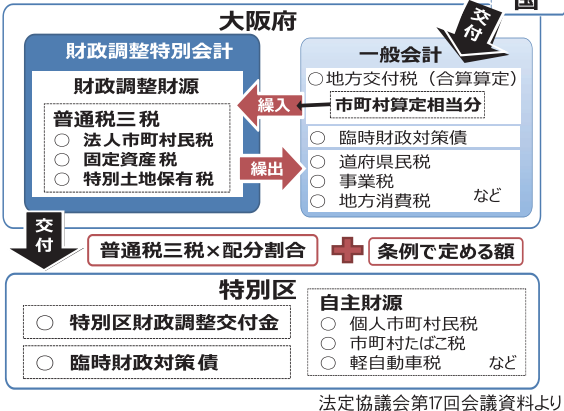 国
交付
大阪府
財政調整特別会計
財政調整財源
普通税三税
○ 法人市町村民税
○ 固定資産税
○ 特別土地保有税
繰入
繰出
一般会計
○地方交付税（合算算定）
市町村算定相当分
○ 臨時財政対策債
○ 道府県民税
○ 事業税
○ 地方消費税 など
交付
普通税三税×配分割合
条例で定める額
特別区
○ 特別区財政調整交付金
○ 臨時財政対策債
自主財源
○ 個人市町村民税
○ 市町村たばこ税
○ 軽自動車税 など
法定協議会第17回会議資料より